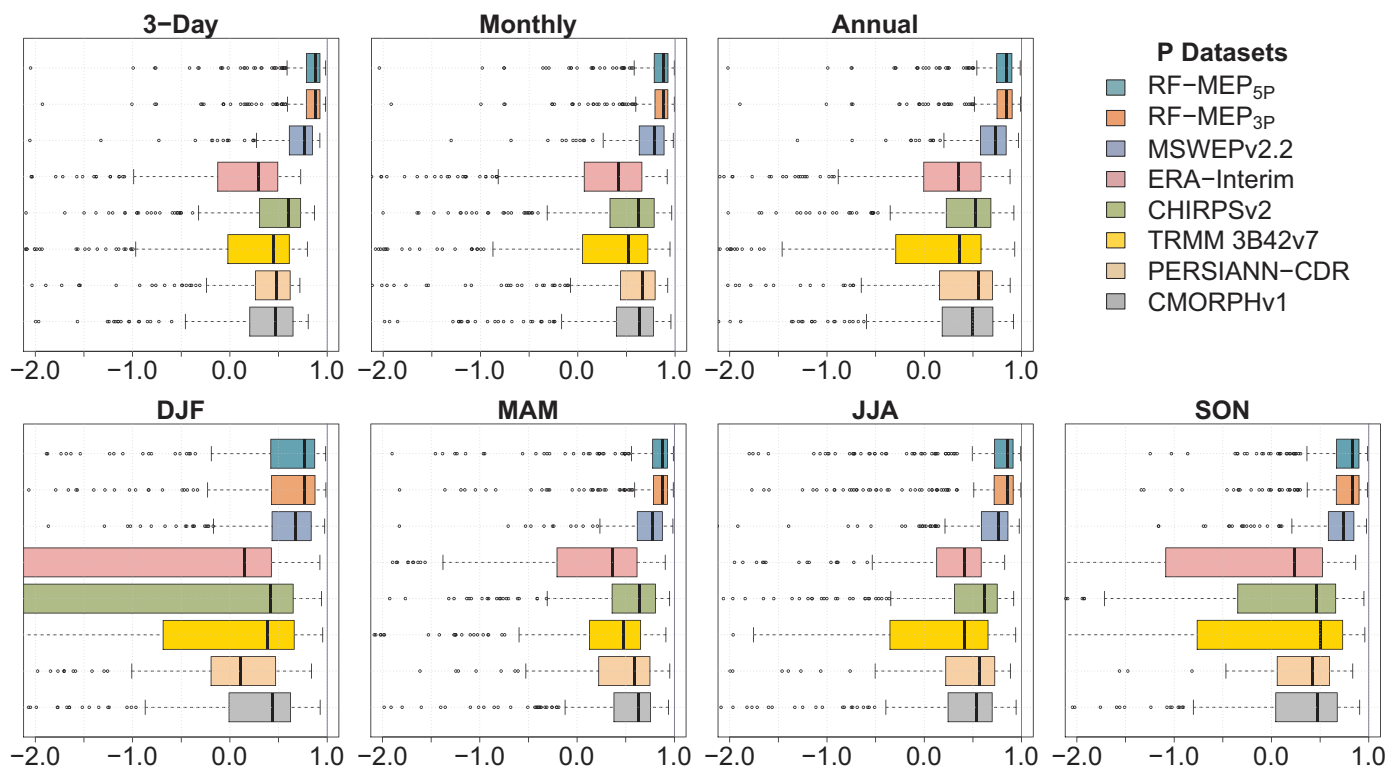 3−Day Monthly Annual
P Datasets
RF−MEP5P
RF−MEP3P
MSWEPv2.2
ERA−Interim
CHIRPSv2
TRMM 3B42v7
PERSIANN−CDR
CMORPHv1
−2.0 −1.0 0.0 1.0 −2.0 −1.0 0.0 1.0 −2.0 −1.0 0.0 1.0
DJF MAM JJA SON
−2.0 −1.0 0.0 1.0 −2.0 −1.0 0.0 1.0 −2.0 −1.0 0.0 1.0 −2.0 −1.0 0.0 1.0